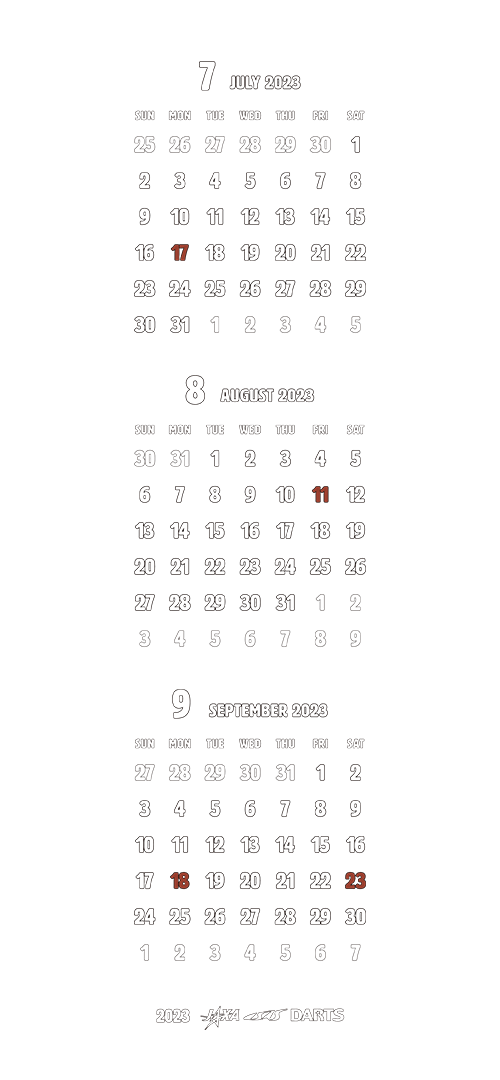 7 JULY 2023
SUN MON TUE WED THU FRI SAT
25 26 27 28 29 30 1
2 3 4 5 6 7 8
9 10 11 12 13 14 15
16 17 18 19 20 21 22
23 24 25 26 27 28 29
30 31 1 2 3 4 5
8 AUGUST 2023
SUN MON TUE WED THU FRI SAT
30 31 1 2 3 4 5
6 7 8 9 10 11 12
13 14 15 16 17 18 19
20 21 22 23 24 25 26
27 28 29 30 31 1 2
3 4 5 6 7 8 9
9 SEPTEMBER 2023
SUN MON TUE WED THU FRI SAT
27 28 29 30 31 1 2
3 4 5 6 7 8 9
10 11 12 13 14 15 16
17 18 19 20 21 22 23
24 25 26 27 28 29 30
1 2 3 4 5 6 7
2023 JAXA DARTS